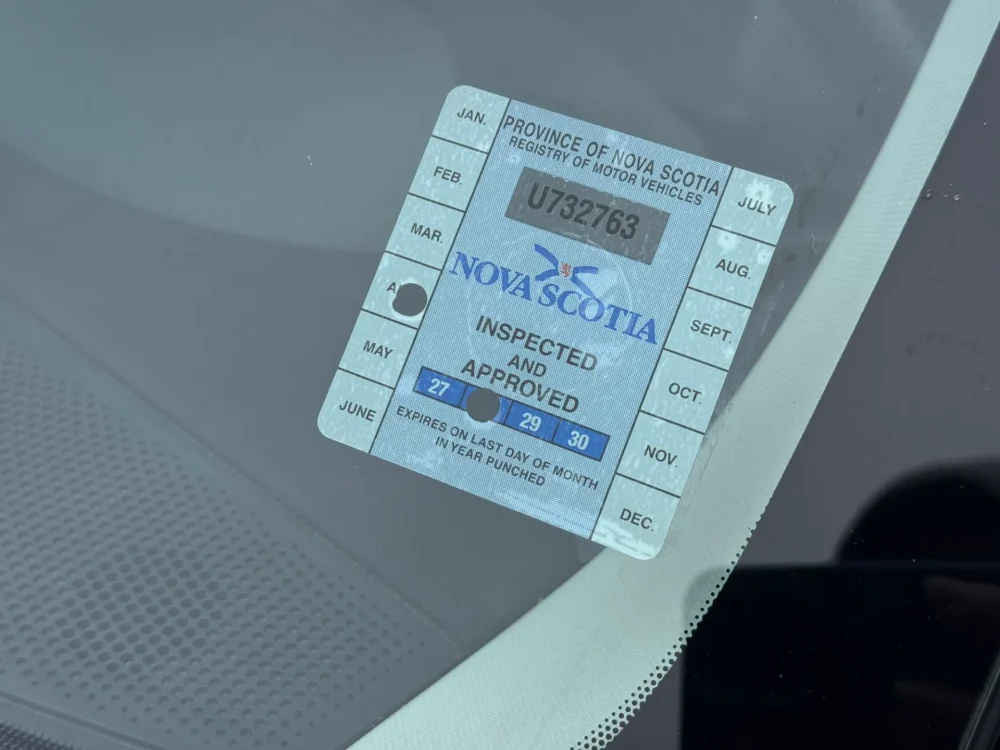 PROVINCE OF NOVA SCOTIA
REGISTRY OF MOTOR VEHICLES
U732763
NOVA SCOTIA
INSPECTED
AND
APPROVED
27 29 30
EXPIRES ON LAST DAY OF MONTH
IN YEAR PUNCHED
JAN.
FEB.
MAR.
MAY
JUNE
JULY
AUG.
SEPT.
OCT.
NOV.
DEC.